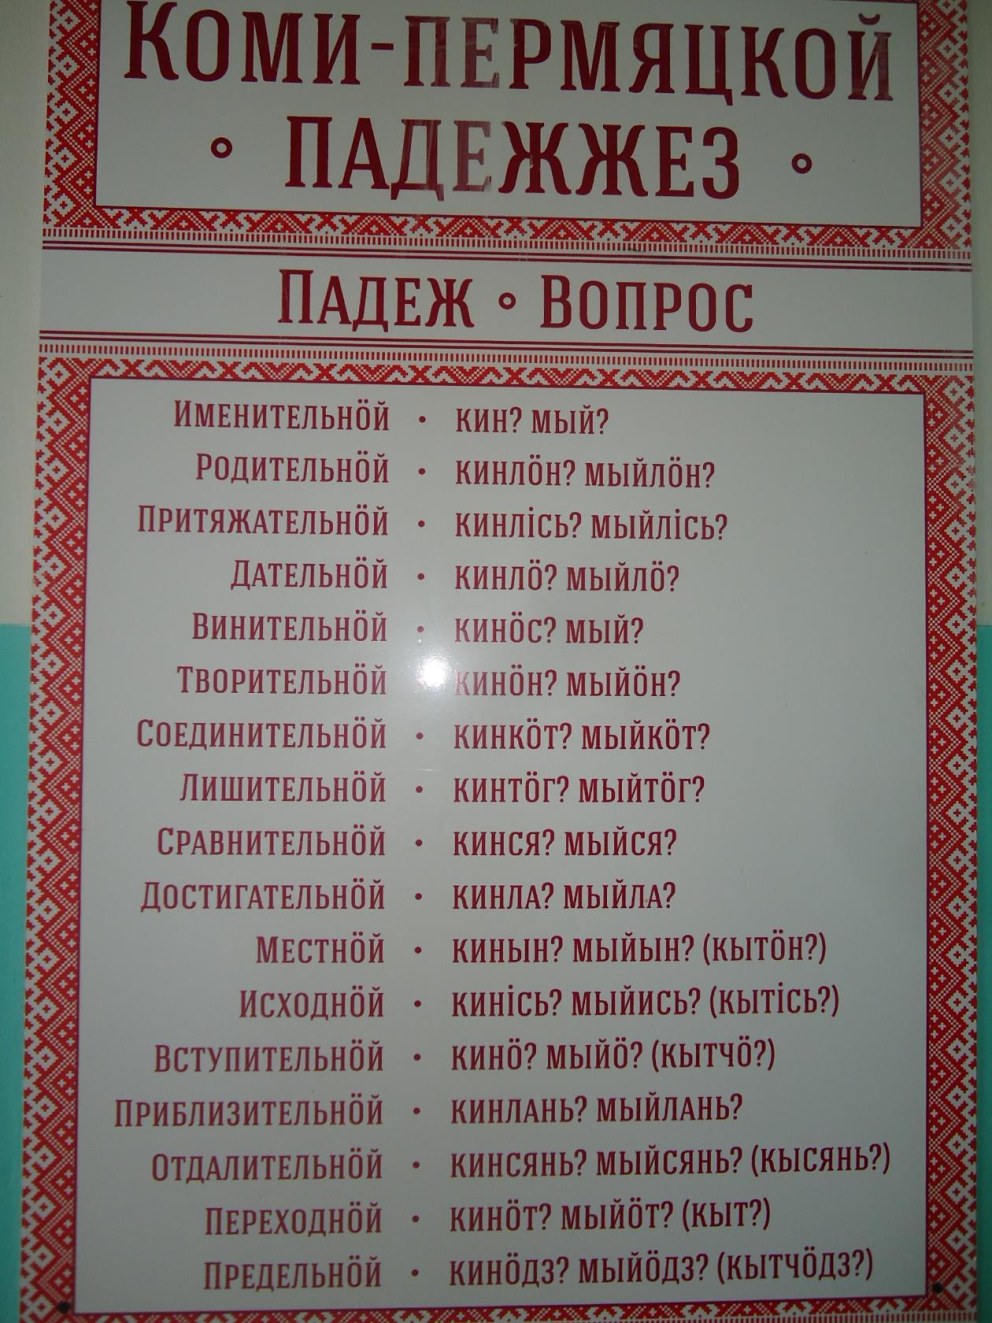 КОМИ-ПЕРМЯЦКОЙ
ПАДЕЖЖЕЗ
ПАДЕЖ ∘ ВОПРОС
ИМЕНИТЕЛЬНӦЙ • КИН? МЫЙ?
РОДИТЕЛЬНӦЙ • КИНЛӦН? МЫЙЛӦН?
ПРИТЯЖАТЕЛЬНӦЙ • КИНЛІСЬ? МЫЙЛІСЬ?
ДАТЕЛЬНӦЙ • КИНЛӦ? МЫЙЛӦ?
ВИНИТЕЛЬНӦЙ • КИНӦС? МЫЙ?
ТВОРИТЕЛЬНӦЙ • КИНӦН? МЫЙӦН?
СОЕДИНИТЕЛЬНӦЙ • КИНКӦТ? МЫЙКӦТ?
ЛИШИТЕЛЬНӦЙ • КИНТӦГ? МЫЙТӦГ?
СРАВНИТЕЛЬНӦЙ • КИНСЯ? МЫЙСЯ?
ДОСТИГАТЕЛЬНӦЙ • КИНЛА? МЫЙЛА?
МЕСТНӦЙ • КИНЫН? МЫЙЫН? (КЫТӦН?)
ИСХОДНӦЙ • КИНІСЬ? МЫЙИСЬ? (КЫТІСЬ?)
ВСТУПИТЕЛЬНӦЙ • КИНӦ? МЫЙӦ? (КЫТЧӦ?)
ПРИБЛИЗИТЕЛЬНӦЙ • КИНЛАНЬ? МЫЙЛАНЬ?
ОТДАЛИТЕЛЬНӦЙ • КИНСЯНЬ? МЫЙСЯНЬ? (КЫСЯНЬ?)
ПЕРЕХОДНӦЙ • КИНӦТ? МЫЙӦТ? (КЫТ?)
ПРЕДЕЛЬНӦЙ • КИНӦДЗ? МЫЙӦДЗ? (КЫТЧӦДЗ?)